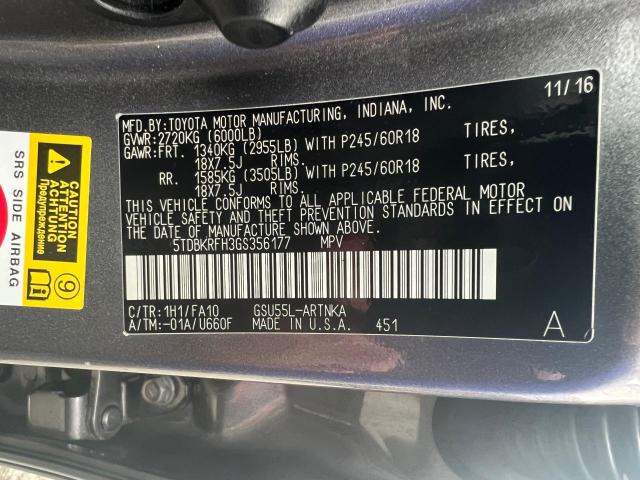 11/16
MFD. BY: TOYOTA MOTOR MANUFACTURING, INDIANA, INC.
GVWR: 2720KG (6000LB)
GAWR: FRT. 1340KG (2955LB) WITH P245/60R18 TIRES,
18X7.5J RIMS.
RR. 1585KG (3505LB) WITH P245/60R18 TIRES,
18X7.5J RIMS.
THIS VEHICLE CONFORMS TO ALL APPLICABLE FEDERAL MOTOR
VEHICLE SAFETY AND THEFT PREVENTION STANDARDS IN EFFECT ON
THE DATE OF MANUFACTURE SHOWN ABOVE.
5TDBKRFH3GS356177 MPV
C/TR: 1H1/FA10 GSU55L-ARTNKA
A/TM: -01A/U660F MADE IN U.S.A. 451 A
CAUTION
ATTENTION
ACHTUNG
Предупреждение
9
SRS SIDE AIRBAG